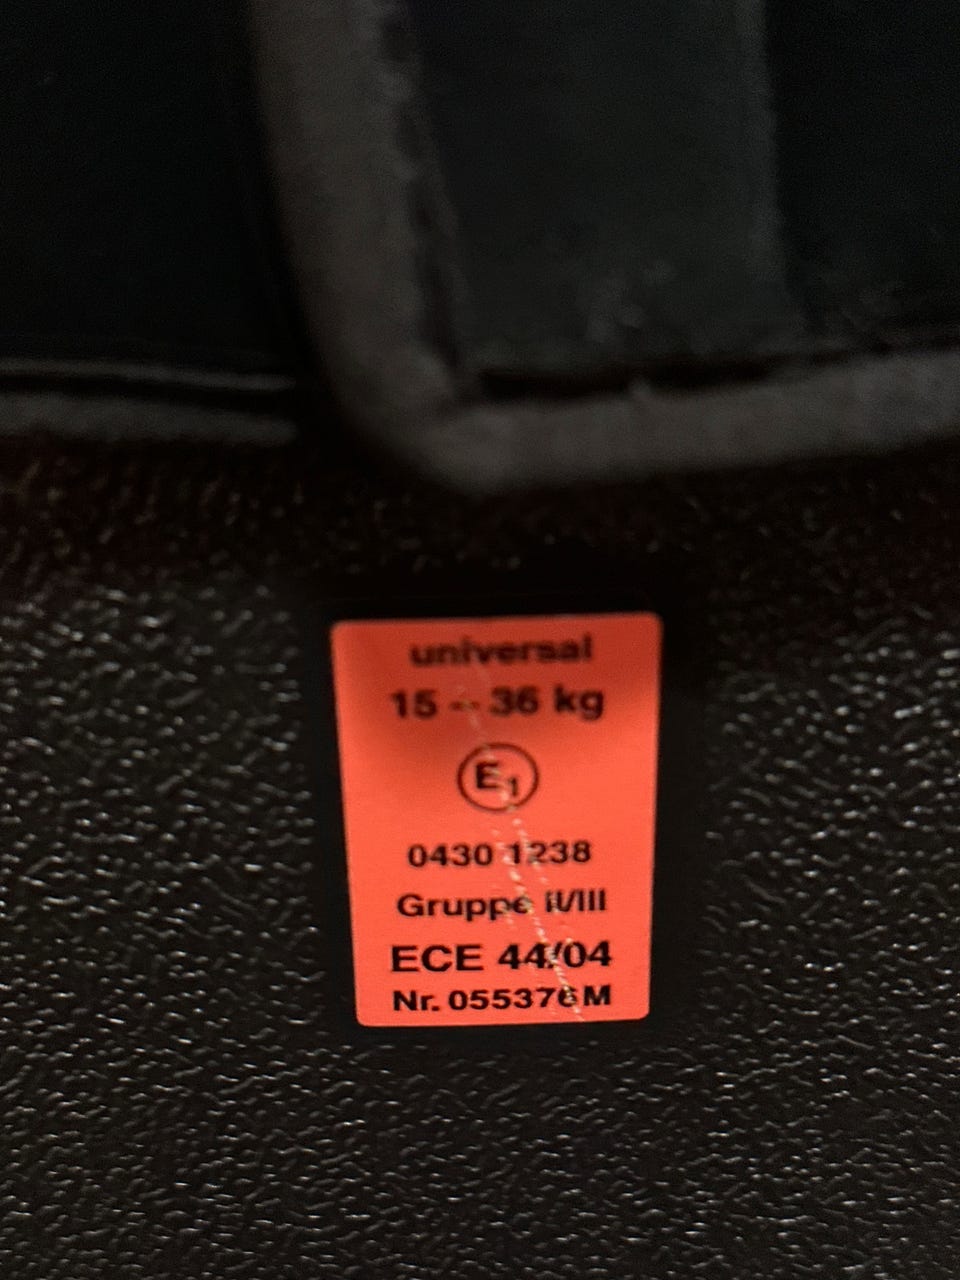 universal
15 - 36 kg
E1
0430 1238
Gruppe II/III
ECE 44/04
Nr. 055376M